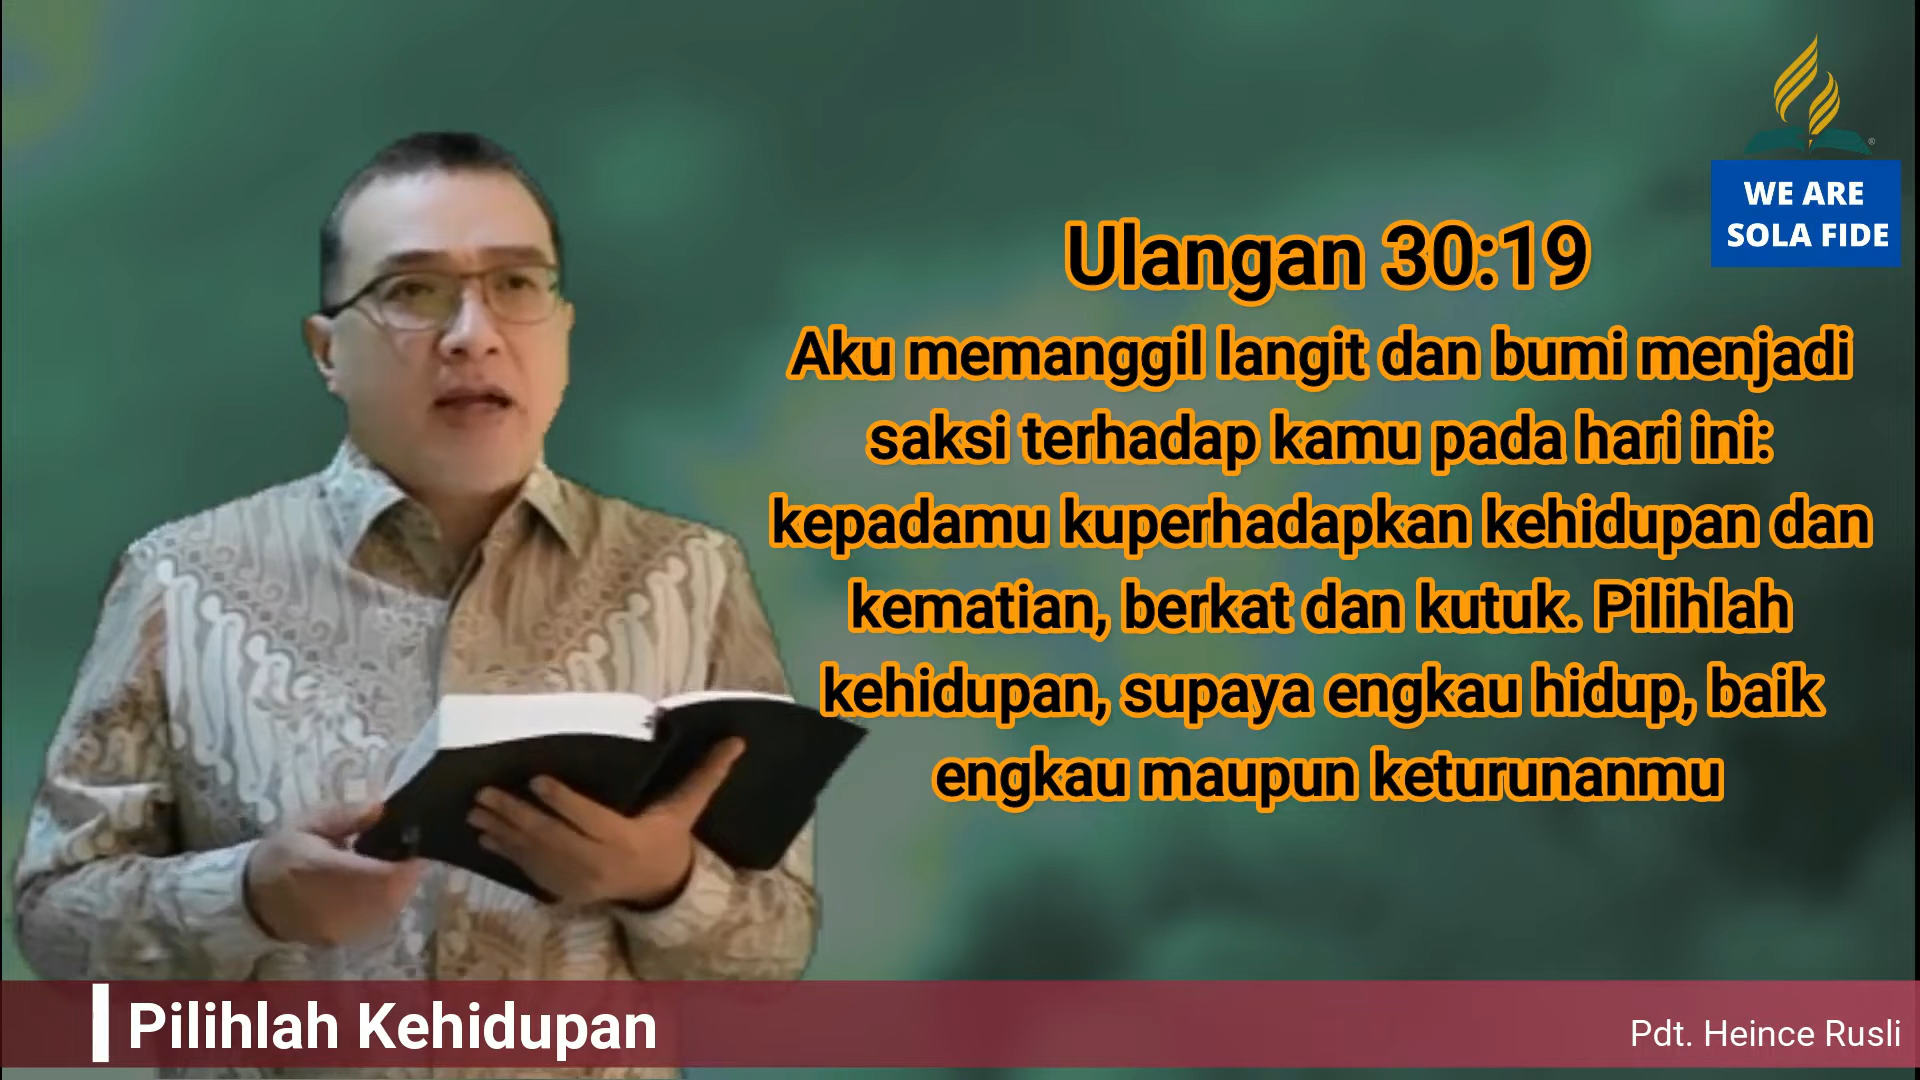 WE ARE
SOLA FIDE
Ulangan 30:19
Aku memanggil langit dan bumi menjadi
saksi terhadap kamu pada hari ini:
kepadamu kuperhadapkan kehidupan dan
kematian, berkat dan kutuk. Pilihlah
kehidupan, supaya engkau hidup, baik
engkau maupun keturunanmu
Pilihlah Kehidupan
Pdt. Heince Rusli